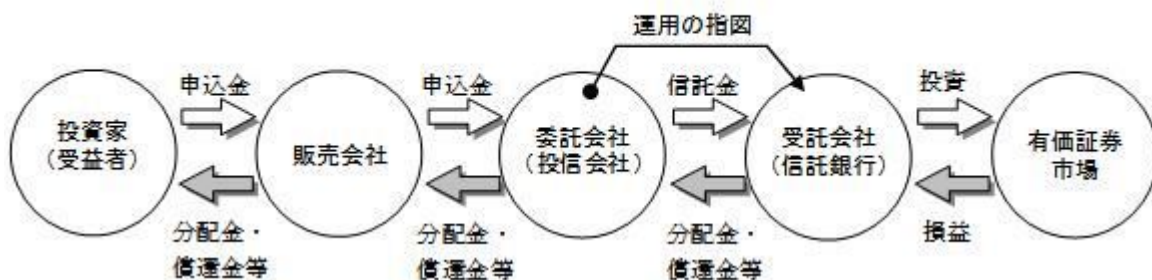 運用の指図
申込金
申込金
信託金
投資
投資家
(受益者)
販売会社
委託会社
(投信会社)
受託会社
(信託銀行)
有価証券
市場
分配金・
償還金等
分配金・
償還金等
分配金・
償還金等
損益